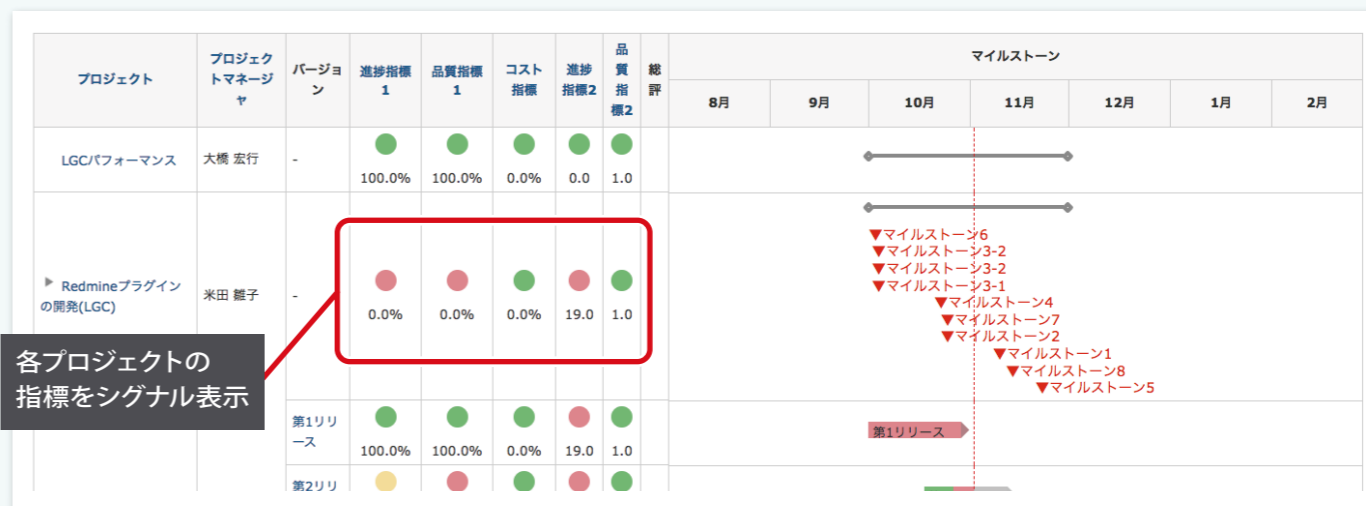 プロジェクト
プロジェク
トマネージ
ャ
バージョ
ン
進捗指標
1
品質指標
1
コスト
指標
進捗
指標2
品
質
指
標2
総
評
マイルストーン
8月
9月
10月
11月
12月
1月
2月
LGCパフォーマンス
大橋 宏行
-
100.0%
100.0%
0.0%
0.0
1.0
Redmineプラグイン
の開発(LGC)
米田 雛子
-
0.0%
0.0%
0.0%
19.0
1.0
▼マイルストーン6
▼マイルストーン3-2
▼マイルストーン3-2
▼マイルストーン3-1
▼マイルストーン4
▼マイルストーン7
▼マイルストーン2
▼マイルストーン1
▼マイルストーン8
▼マイルストーン5
各プロジェクトの
指標をシグナル表示
第1リリ
ース
100.0%
100.0%
0.0%
19.0
1.0
第1リリース
第2リリ